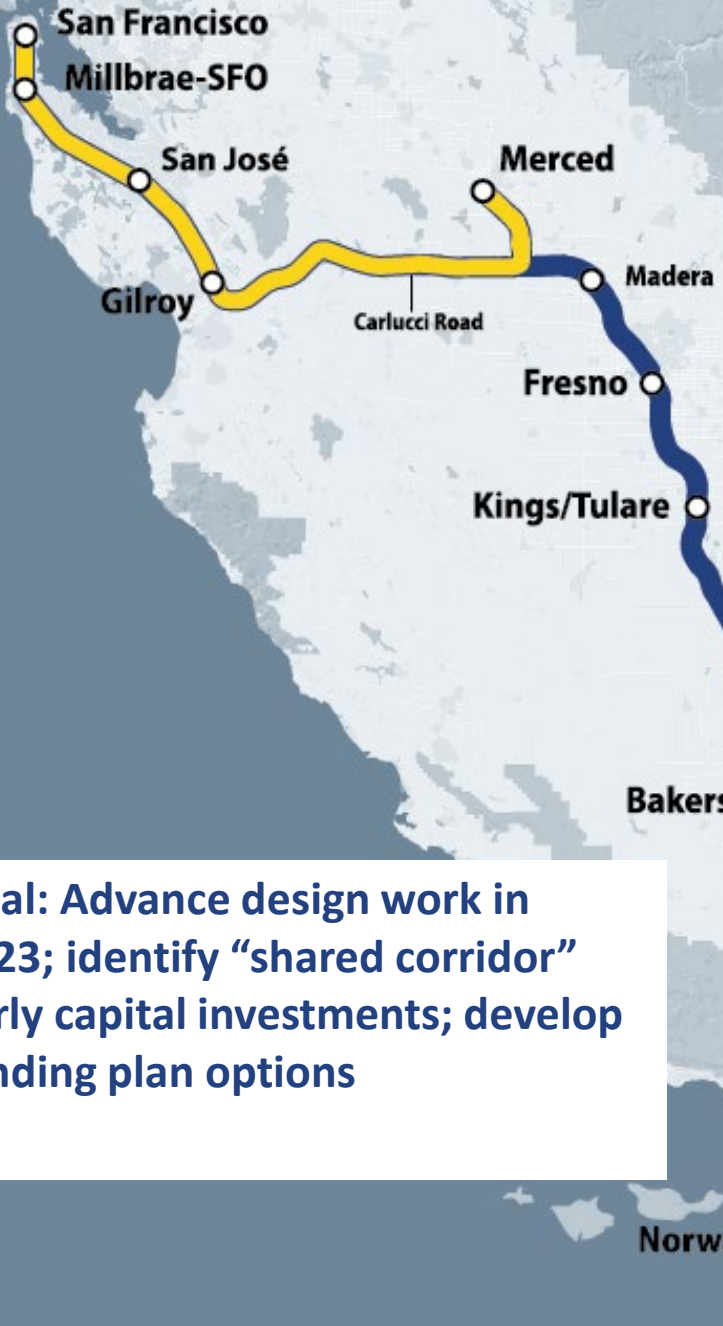 San Francisco
Millbrae-SFO
San José
Merced
Gilroy
Madera
Carlucci Road
Fresno
Kings/Tulare
Bakers
al: Advance design work in
23; identify “shared corridor”
rly capital investments; develop
nding plan options
Norw